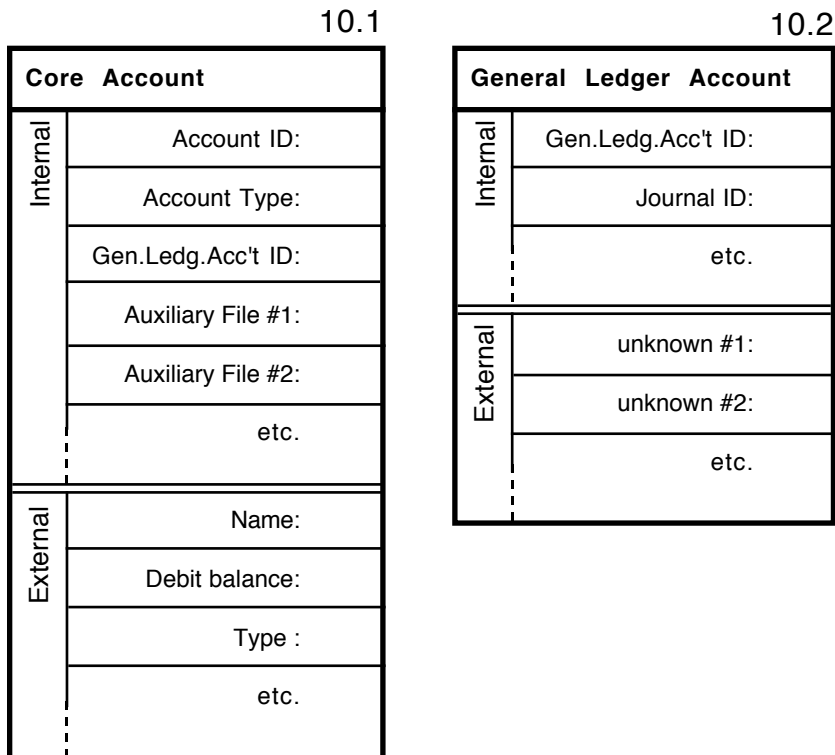 10.1
Core Account
Internal
Account ID:
Account Type:
Gen.Ledg.Acc't ID:
Auxiliary File #1:
Auxiliary File #2:
etc.
External
Name:
Debit balance:
Type :
etc.
10.2
General Ledger Account
Internal
Gen.Ledg.Acc't ID:
Journal ID:
etc.
External
unknown #1:
unknown #2:
etc.